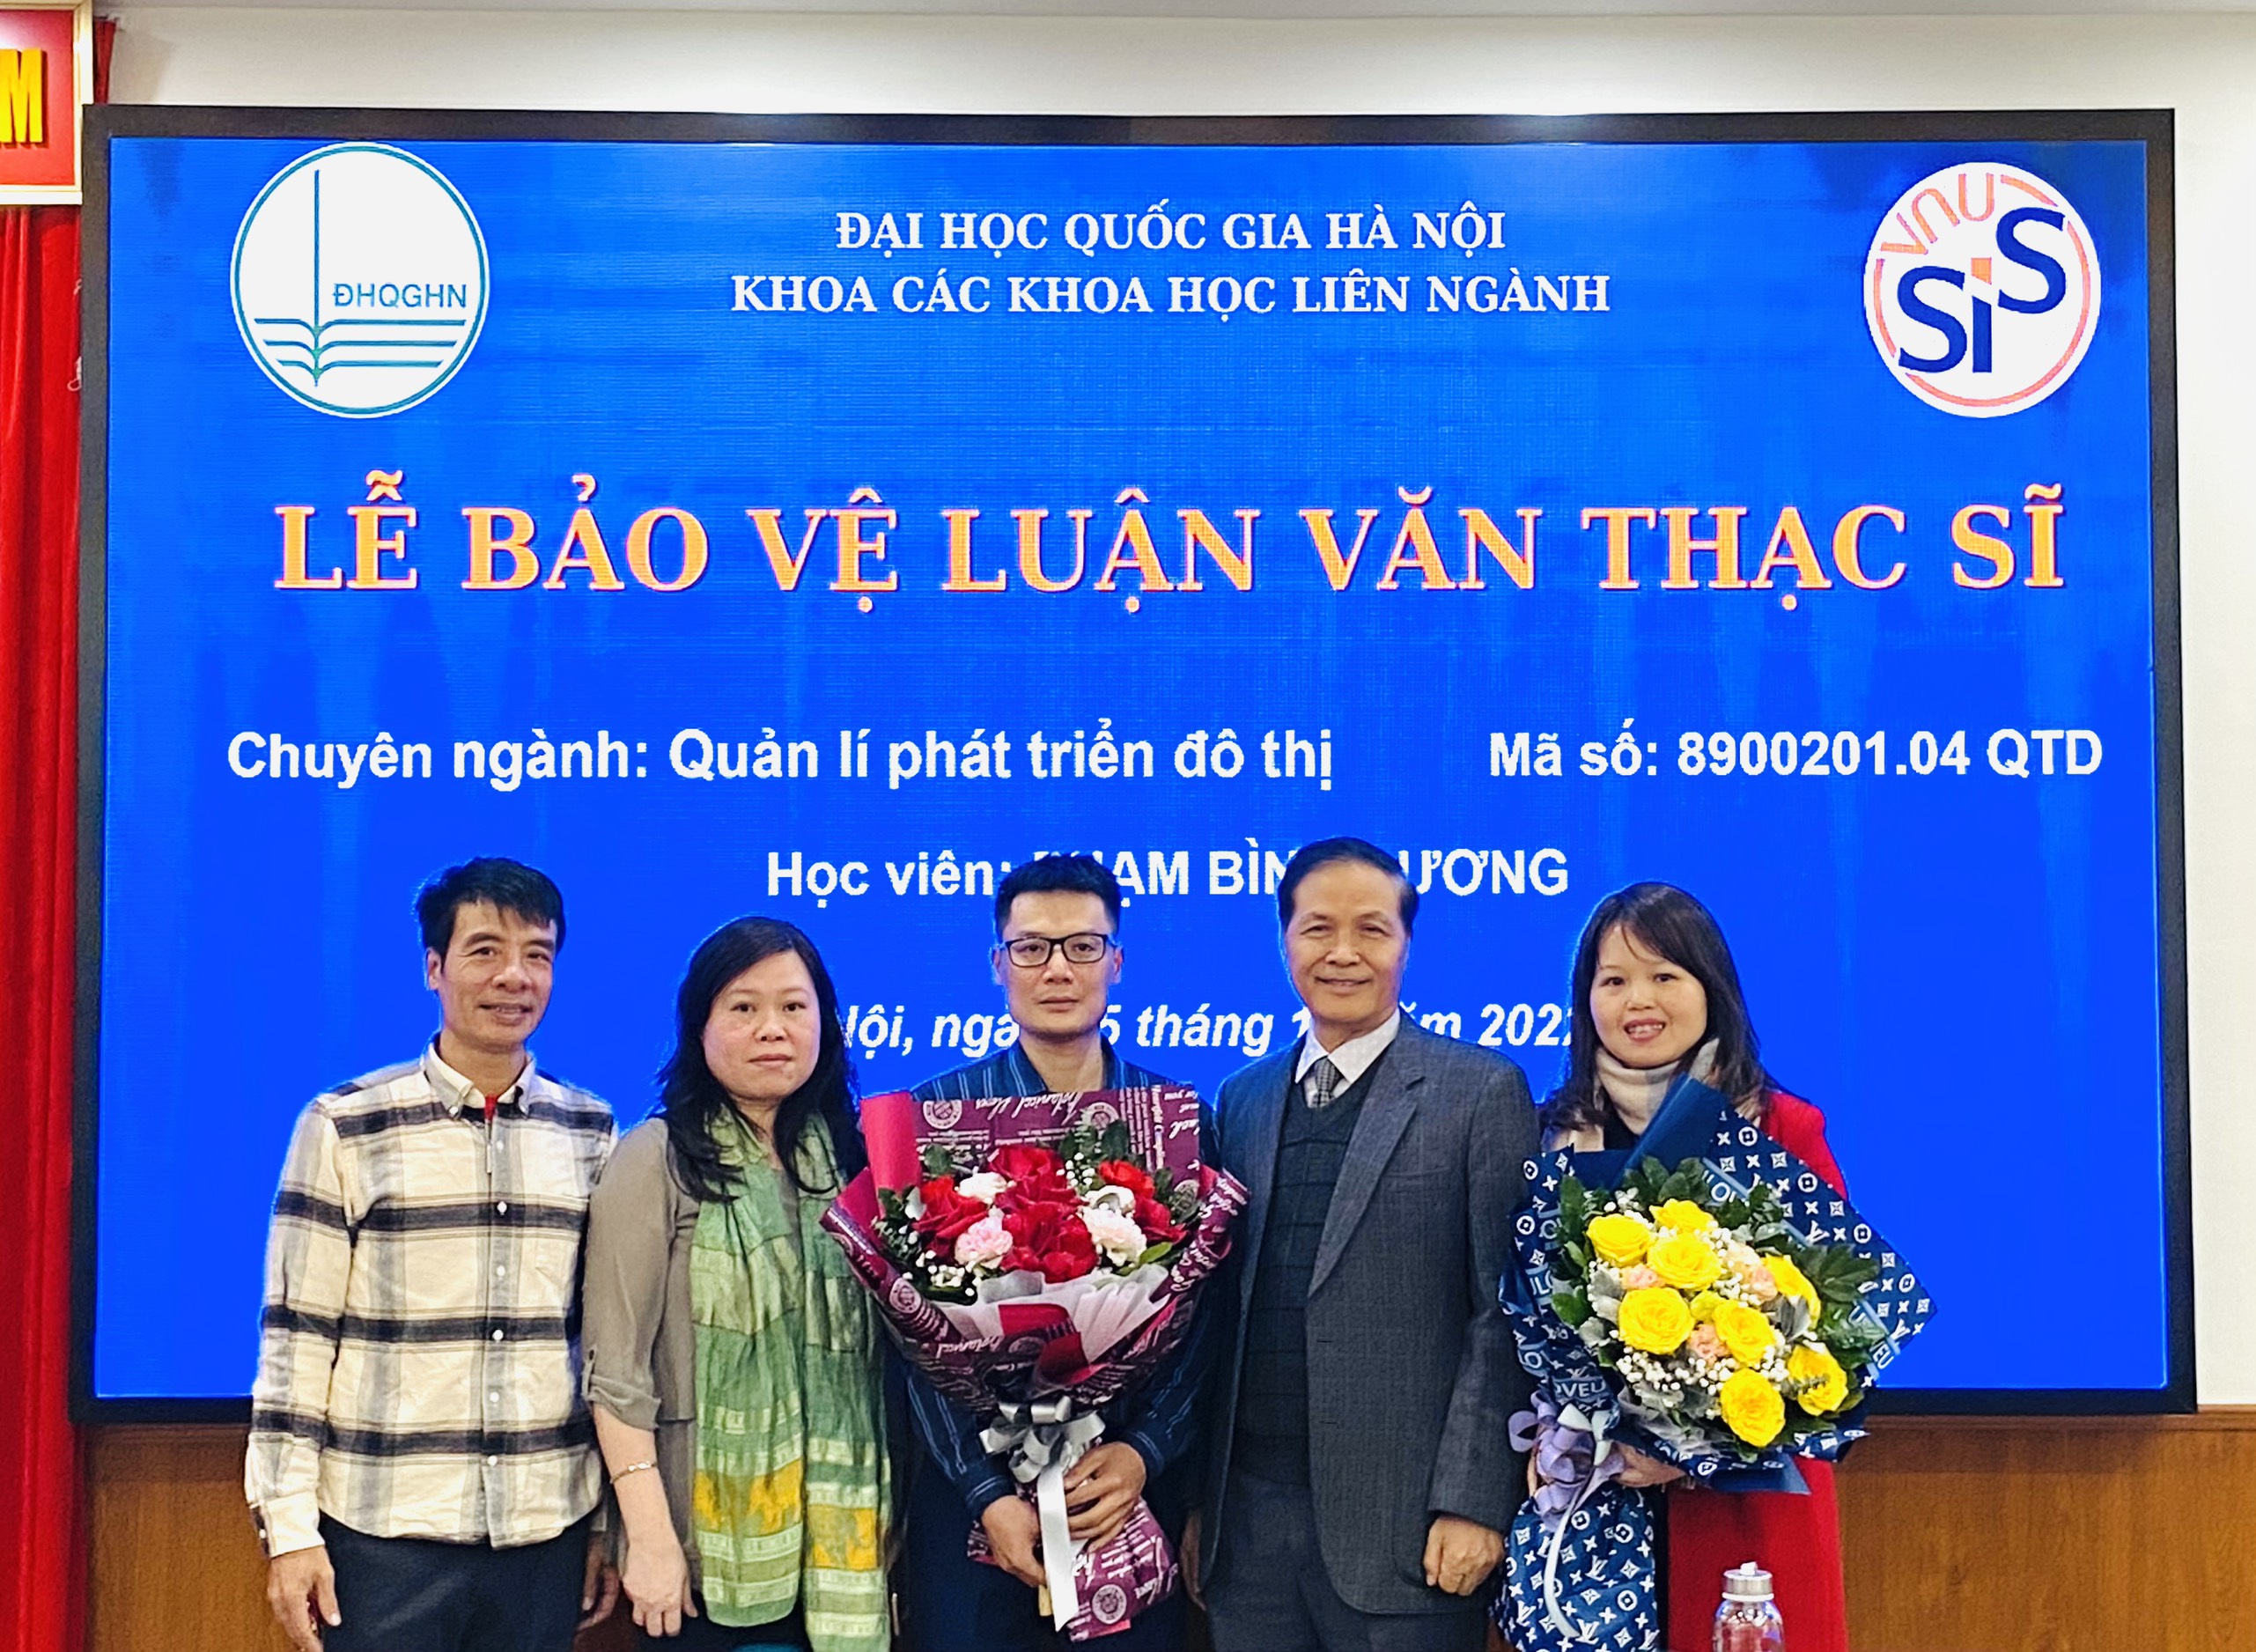 M
ĐHQGHN
ĐẠI HỌC QUỐC GIA HÀ NỘI
KHOA CÁC KHOA HỌC LIÊN NGÀNH
VNU
SIS
LỄ BẢO VỆ LUẬN VĂN THẠC SĨ
Chuyên ngành: Quản lí phát triển đô thị Mã số: 8900201.04 QTD
Học viên:
tháng